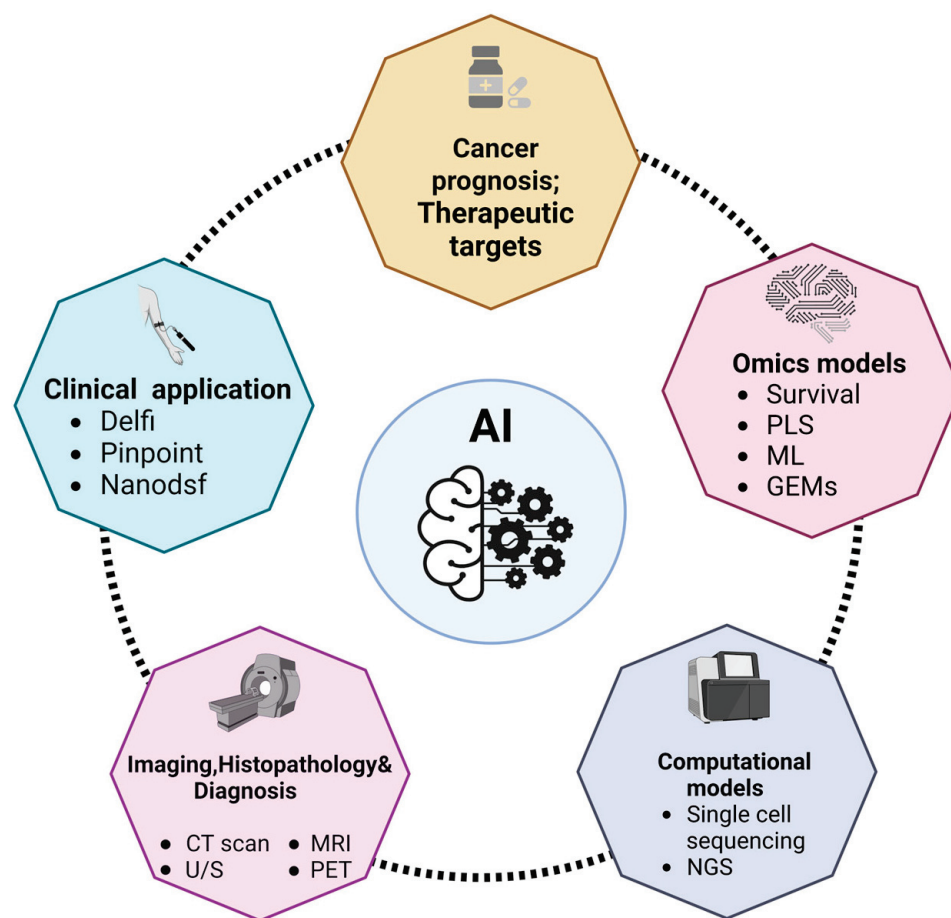 Cancer
prognosis;
Therapeutic
targets
Clinical application
• Delfi
• Pinpoint
• Nanodsf
Omics models
• Survival
• PLS
• ML
• GEMs
AI
Imaging,Histopathology&
Diagnosis
• CT scan • MRI
• U/S • PET
Computational
models
• Single cell
sequencing
• NGS